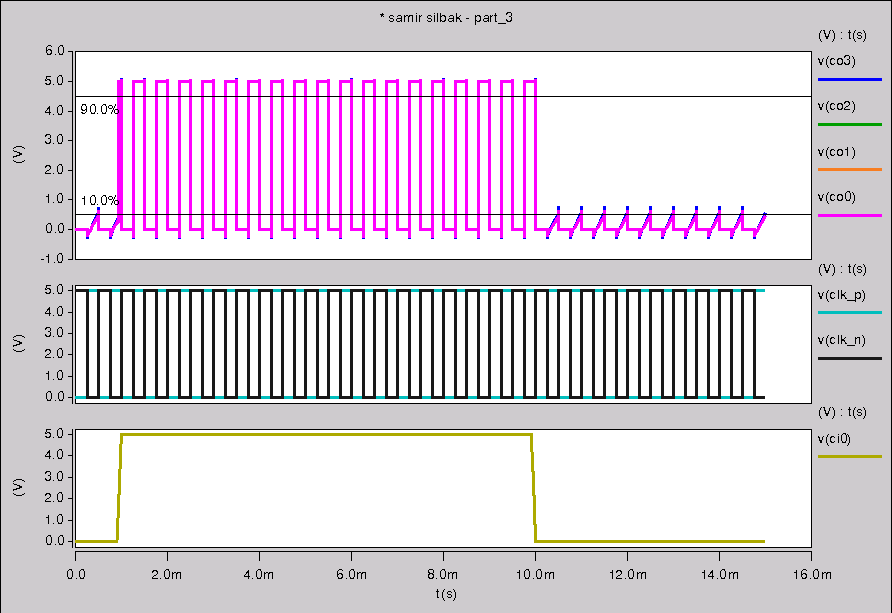 * samir silbak - part_3
(V) : t(s)
6.0
v(co3)
5.0
90.0%
v(co2)
4.0
3.0
(V)
v(co1)
2.0
10.0%
v(co0)
1.0
0.0
-1.0
(V) : t(s)
5.0
v(clk_p)
4.0
3.0
(V)
v(clk_n)
2.0
1.0
0.0
(V) : t(s)
5.0
v(ci0)
4.0
3.0
(V)
2.0
1.0
0.0
0.0 2.0m 4.0m 6.0m 8.0m 10.0m 12.0m 14.0m 16.0m
t(s)